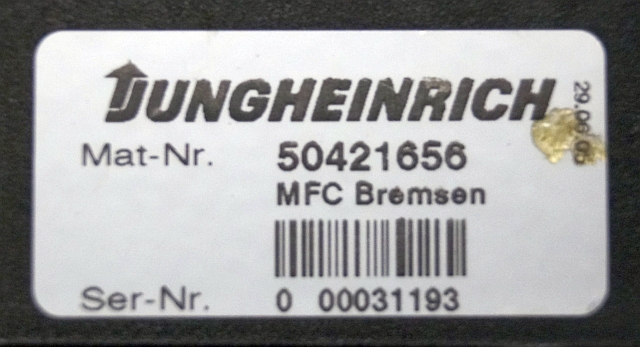 JUNGHEINRICH
29.06.05
Mat-Nr. 50421656
MFC Bremsen
Ser-Nr. 0 00031193